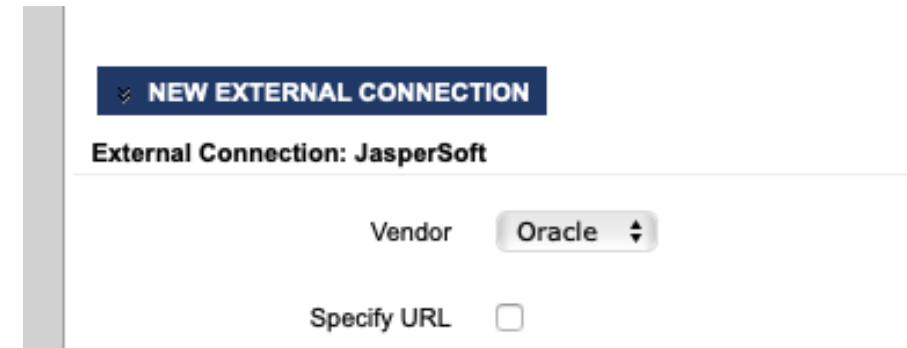 NEW EXTERNAL CONNECTION
External Connection: JasperSoft
Vendor Oracle
Specify URL